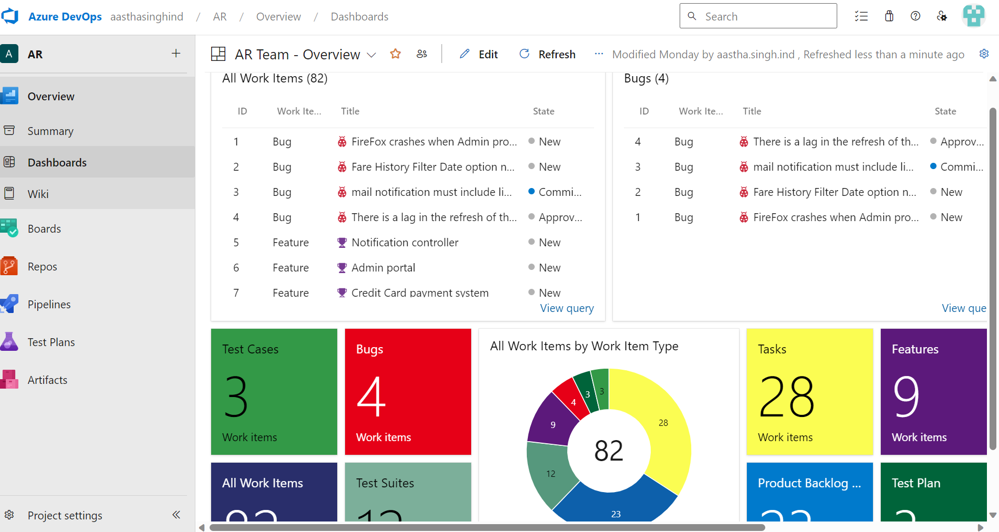 Azure DevOps aasthasinghind / AR / Overview / Dashboards
Search
A AR
AR Team - Overview Edit Refresh ... Modified Monday by aastha.singh.ind , Refreshed less than a minute ago
Overview
Summary
Dashboards
Wiki
Boards
Repos
Pipelines
Test Plans
Artifacts
Project settings
All Work Items (82)
ID Work Ite... Title State
1 Bug FireFox crashes when Admin pro... New
2 Bug Fare History Filter Date option n... New
3 Bug mail notification must include li... Commi...
4 Bug There is a lag in the refresh of th... Approv...
5 Feature Notification controller New
6 Feature Admin portal New
7 Feature Credit Card payment system New
View query
Bugs (4)
ID Work Ite... Title State
4 Bug There is a lag in the refresh of th... Approv...
3 Bug mail notification must include li... Commi...
2 Bug Fare History Filter Date option n... New
1 Bug FireFox crashes when Admin pro... New
View que
Test Cases
3
Work items
Bugs
4
Work items
All Work Items by Work Item Type
3
3
4
28
9
82
12
23
Tasks
28
Work items
Features
9
Work items
All Work Items
82
Test Suites
12
Product Backlog ...
23
Test Plan